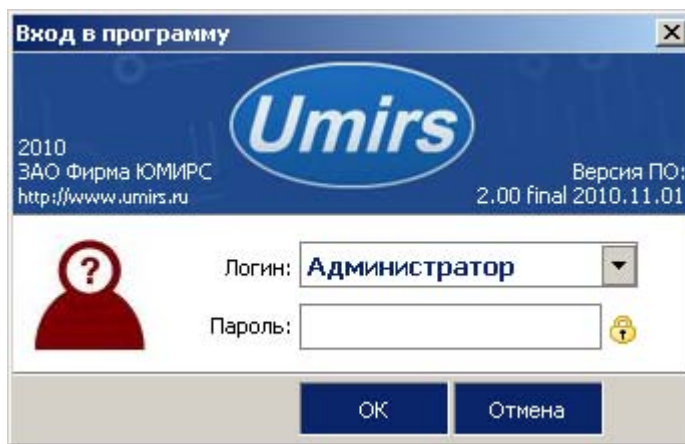 Вход в программу
Umirs
2010
ЗАО Фирма ЮМИРС
http://www.umirs.ru
Версия ПО:
2.00 final 2010.11.01
?
Логин: Администратор
Пароль:
ОК Отмена